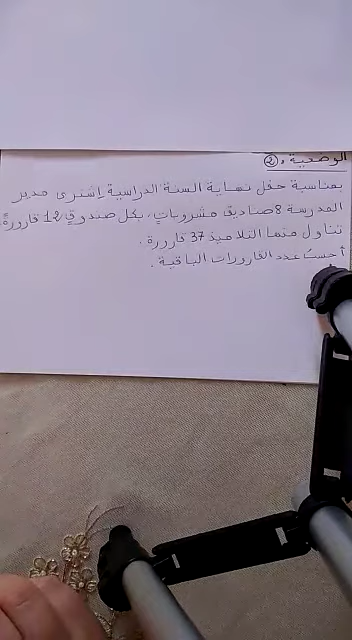 الوضعية 2
بمناسبة حفل نهاية السنة الدراسية إشترى مدير
المدرسة 8 صناديق مشروبات، بكل صندوق 12 قارورة
تناول منها التلاميذ 37 قارورة.
أحسب عدد القارورات الباقية.